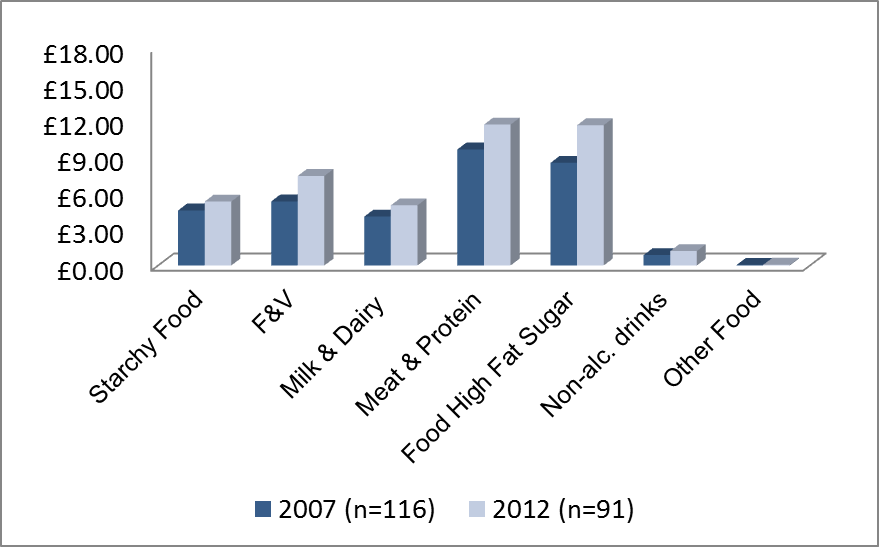 £18.00
£15.00
£12.00
£9.00
£6.00
£3.00
£0.00
Starchy Food
F&V
Milk & Dairy
Meat & Protein
Food High Fat Sugar
Non-alc. drinks
Other Food
2007 (n=116)
2012 (n=91)